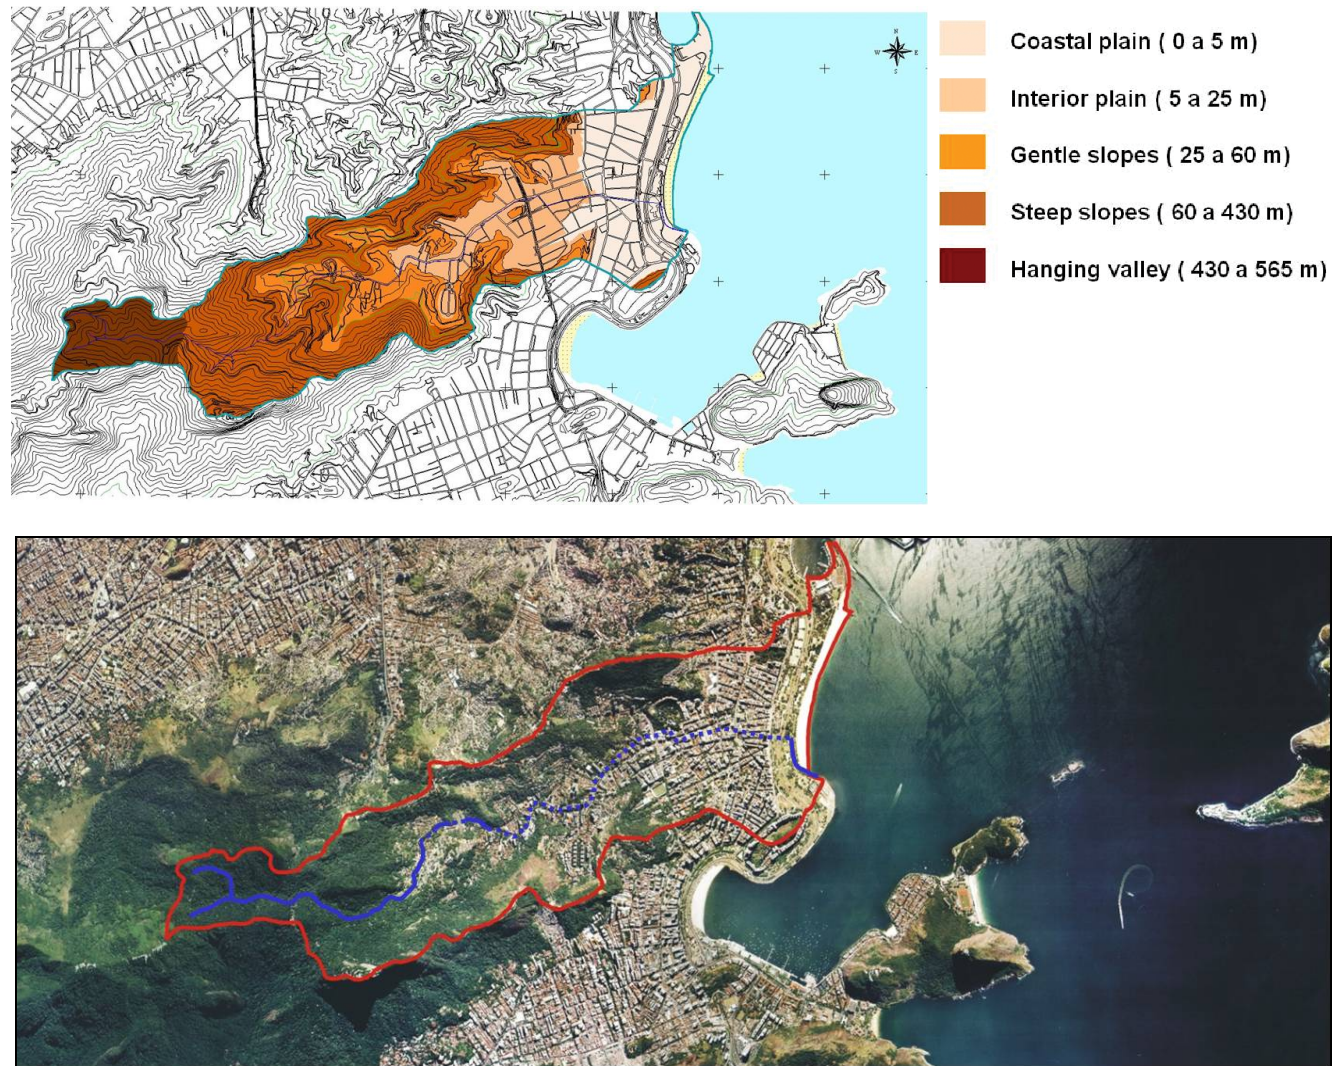 N
W E
S
Coastal plain ( 0 a 5 m)
Interior plain ( 5 a 25 m)
Gentle slopes ( 25 a 60 m)
Steep slopes ( 60 a 430 m)
Hanging valley ( 430 a 565 m)